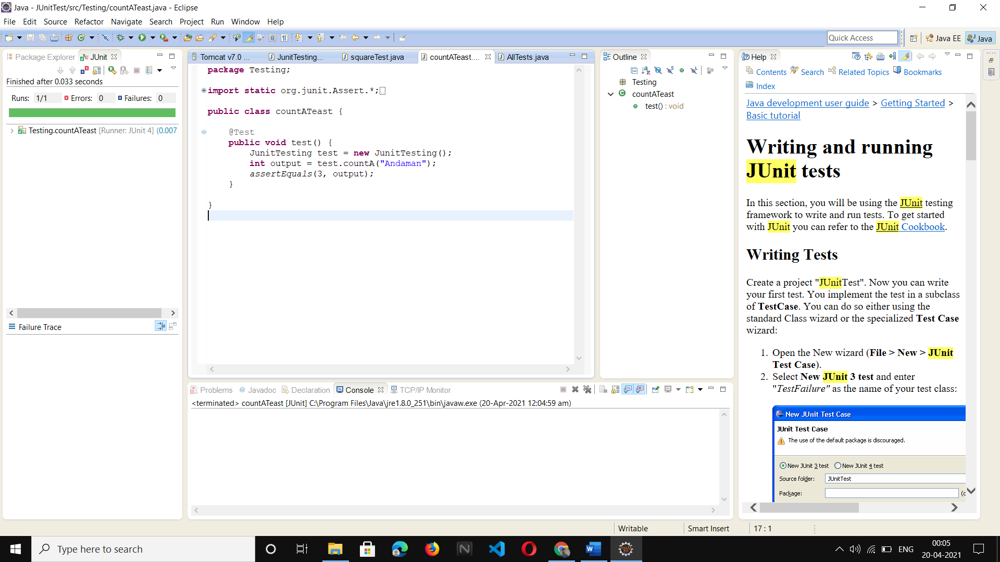 Java - JUnitTest/src/Testing/countATeast.java - Eclipse
File Edit Source Refactor Navigate Search Project Run Window Help
Quick Access
Java EE
Java
Package Explorer
JUnit
Finished after 0.033 seconds
Runs: 1/1 Errors: 0 Failures: 0
Testing.countATeast [Runner: JUnit 4] (0.007
Failure Trace
Tomcat v7.0 ...
JunitTesting...
squareTest.java
countATeast....
AllTests.java
package Testing;
import static org.junit.Assert.*;
public class countATeast {
@Test
public void test() {
JunitTesting test = new JunitTesting();
int output = test.countA("Andaman");
assertEquals(3, output);
}
}
Outline
Testing
countATeast
test() : void
Problems @ Javadoc Declaration Console TCP/IP Monitor
<terminated> countATeast [JUnit] C:\Program Files\Java\jre1.8.0_251\bin\javaw.exe (20-Apr-2021 12:04:59 am)
Help
Contents Search Related Topics Bookmarks
Index
Java development user guide > Getting Started >
Basic tutorial
Writing and running
JUnit tests
In this section, you will be using the JUnit testing
framework to write and run tests. To get started
with JUnit you can refer to the JUnit Cookbook.
Writing Tests
Create a project "JUnitTest". Now you can write
your first test. You implement the test in a subclass
of TestCase. You can do so either using the
standard Class wizard or the specialized Test Case
wizard:
1. Open the New wizard (File > New > JUnit
Test Case).
2. Select New JUnit 3 test and enter
"TestFailure" as the name of your test class:
New JUnit Test Case
JUnit Test Case
The use of the default package is discouraged.
New JUnit 3 test New JUnit 4 test
Source folder: JUnitTest
Package:
Writable
Smart Insert
17 : 1
Type here to search
ENG
00:05
20-04-2021